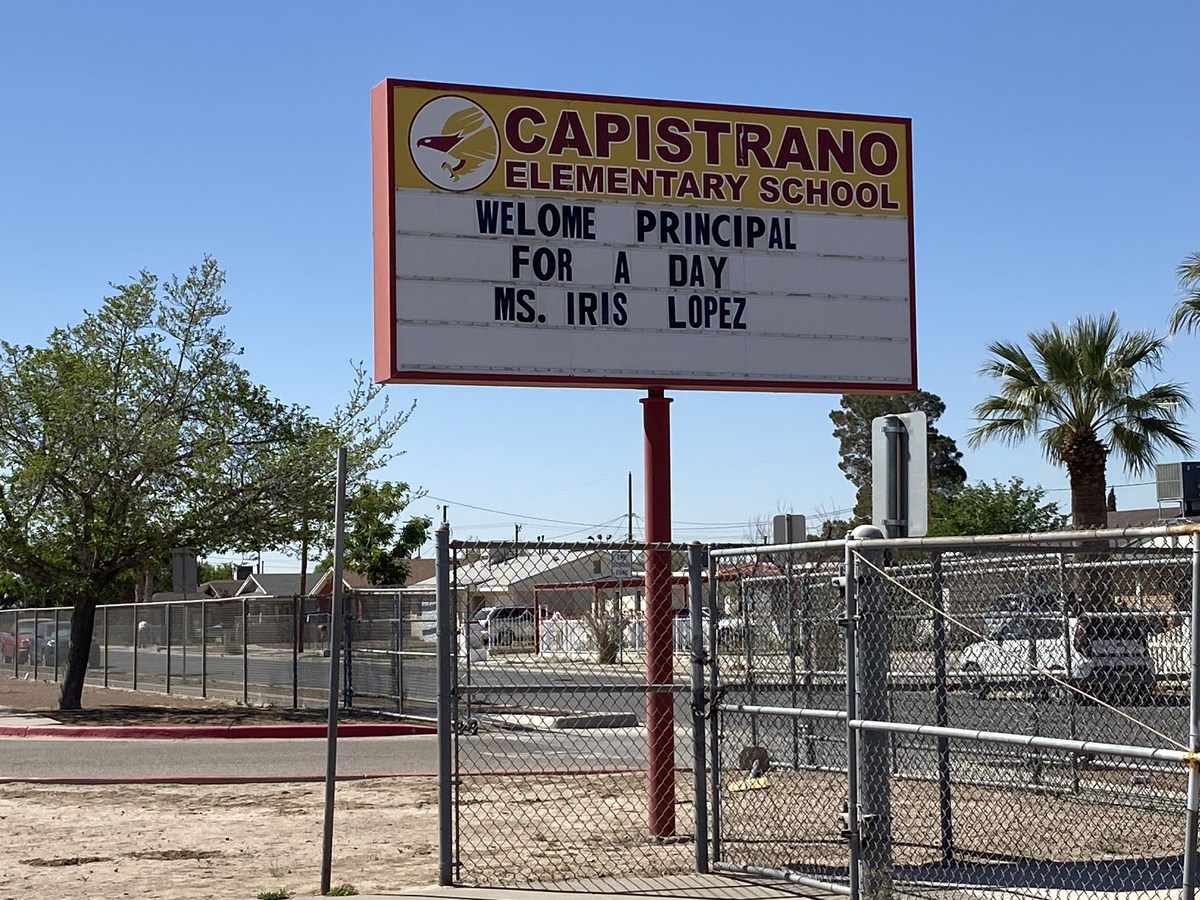 CAPISTRANO
ELEMENTARY SCHOOL
WELOME PRINCIPAL
FOR A DAY
MS. IRIS LOPEZ